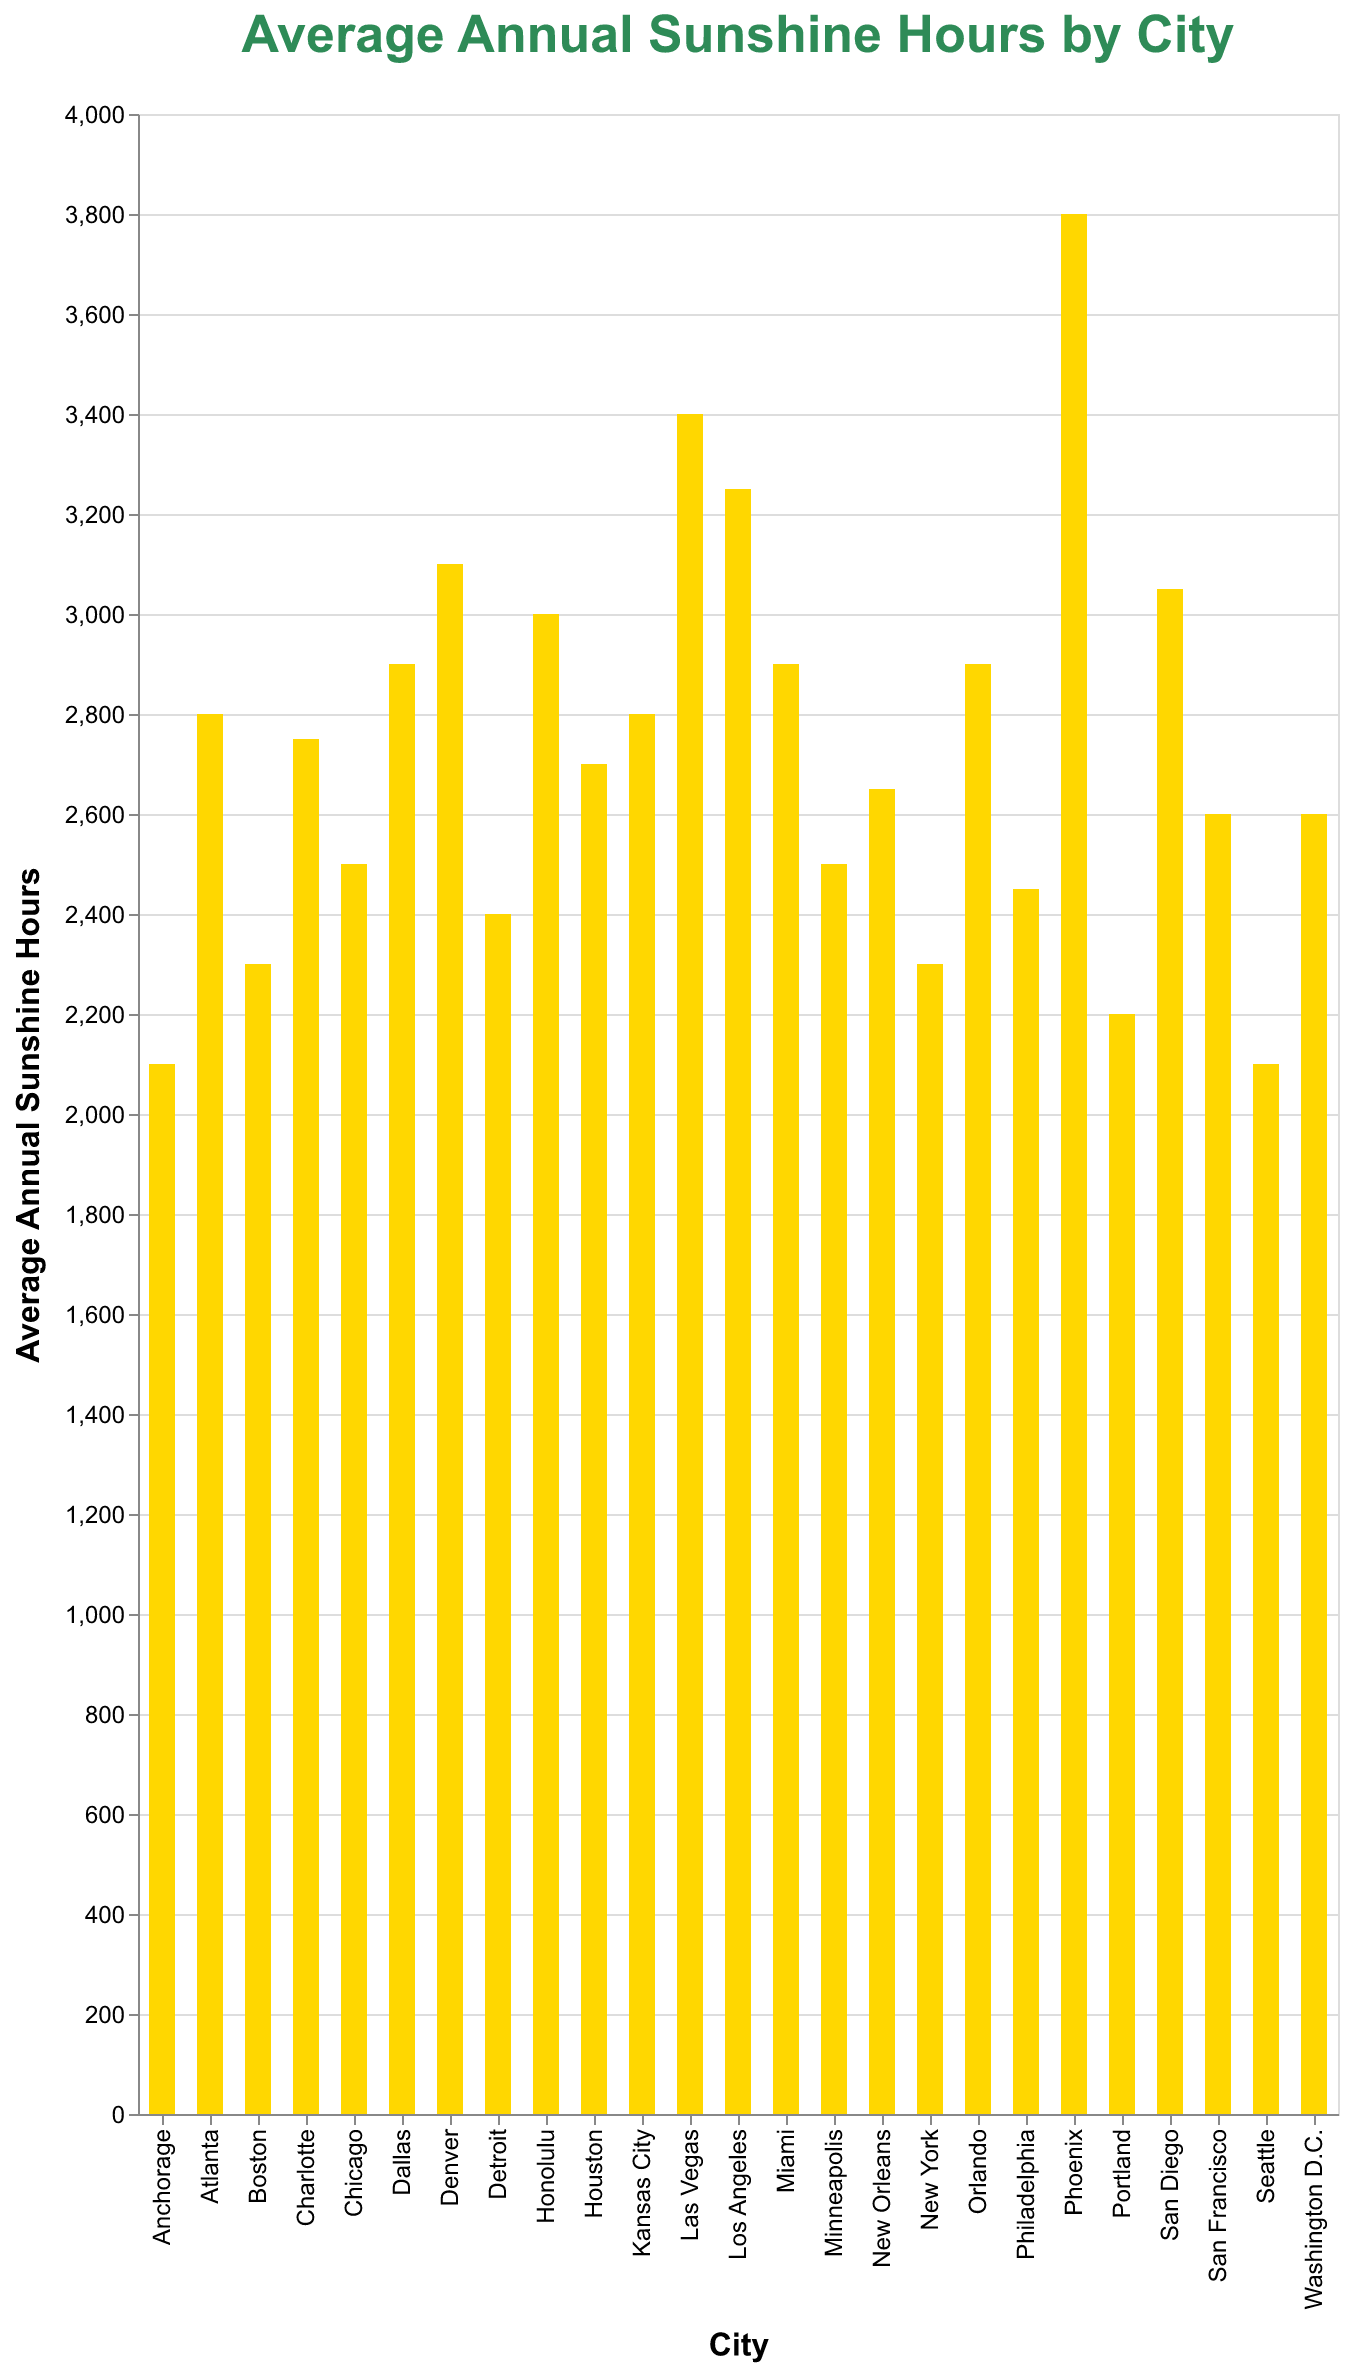 Average Annual Sunshine Hours by City
Average Annual Sunshine Hours
4,000
3,800
3,600
3,400
3,200
3,000
2,800
2,600
2,400
2,200
2,000
1,800
1,600
1,400
1,200
1,000
800
600
400
200
0
Anchorage
Atlanta
Boston
Charlotte
Chicago
Dallas
Denver
Detroit
Honolulu
Houston
Kansas City
Las Vegas
Los Angeles
Miami
Minneapolis
New Orleans
New York
Orlando
Philadelphia
Phoenix
Portland
San Diego
San Francisco
Seattle
Washington D.C.
City